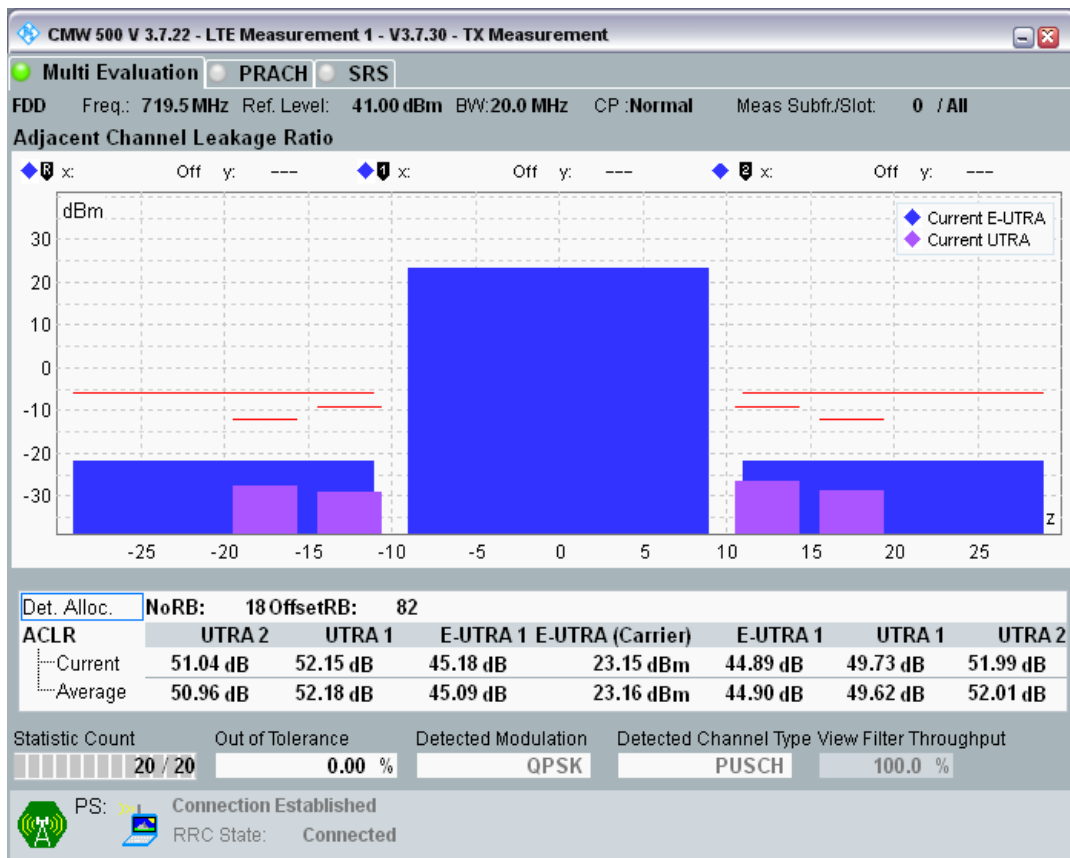 CMW 500 V 3.7.22 - LTE Measurement 1 - V3.7.30 - TX Measurement
Multi Evaluation PRACH SRS
FDD Freq.: 719.5 MHz Ref. Level: 41.00 dBm BW:20.0 MHz CP :Normal Meas Subfr./Slot: 0 / All
Adjacent Channel Leakage Ratio
R x: Off y: --- 1 x: Off y: --- 2 x: Off y: ---
dBm
Current E-UTRA
Current UTRA
30
20
10
0
-10
-20
-30
z
-25 -20 -15 -10 -5 0 5 10 15 20 25
Det. Alloc. NoRB: 18 OffsetRB: 82
ACLR UTRA 2 UTRA 1 E-UTRA 1 E-UTRA (Carrier) E-UTRA 1 UTRA 1 UTRA 2
Current 51.04 dB 52.15 dB 45.18 dB 23.15 dBm 44.89 dB 49.73 dB 51.99 dB
Average 50.96 dB 52.18 dB 45.09 dB 23.16 dBm 44.90 dB 49.62 dB 52.01 dB
Statistic Count Out of Tolerance Detected Modulation Detected Channel Type View Filter Throughput
20 / 20 0.00 % QPSK PUSCH 100.0 %
PS: Connection Established
RRC State: Connected